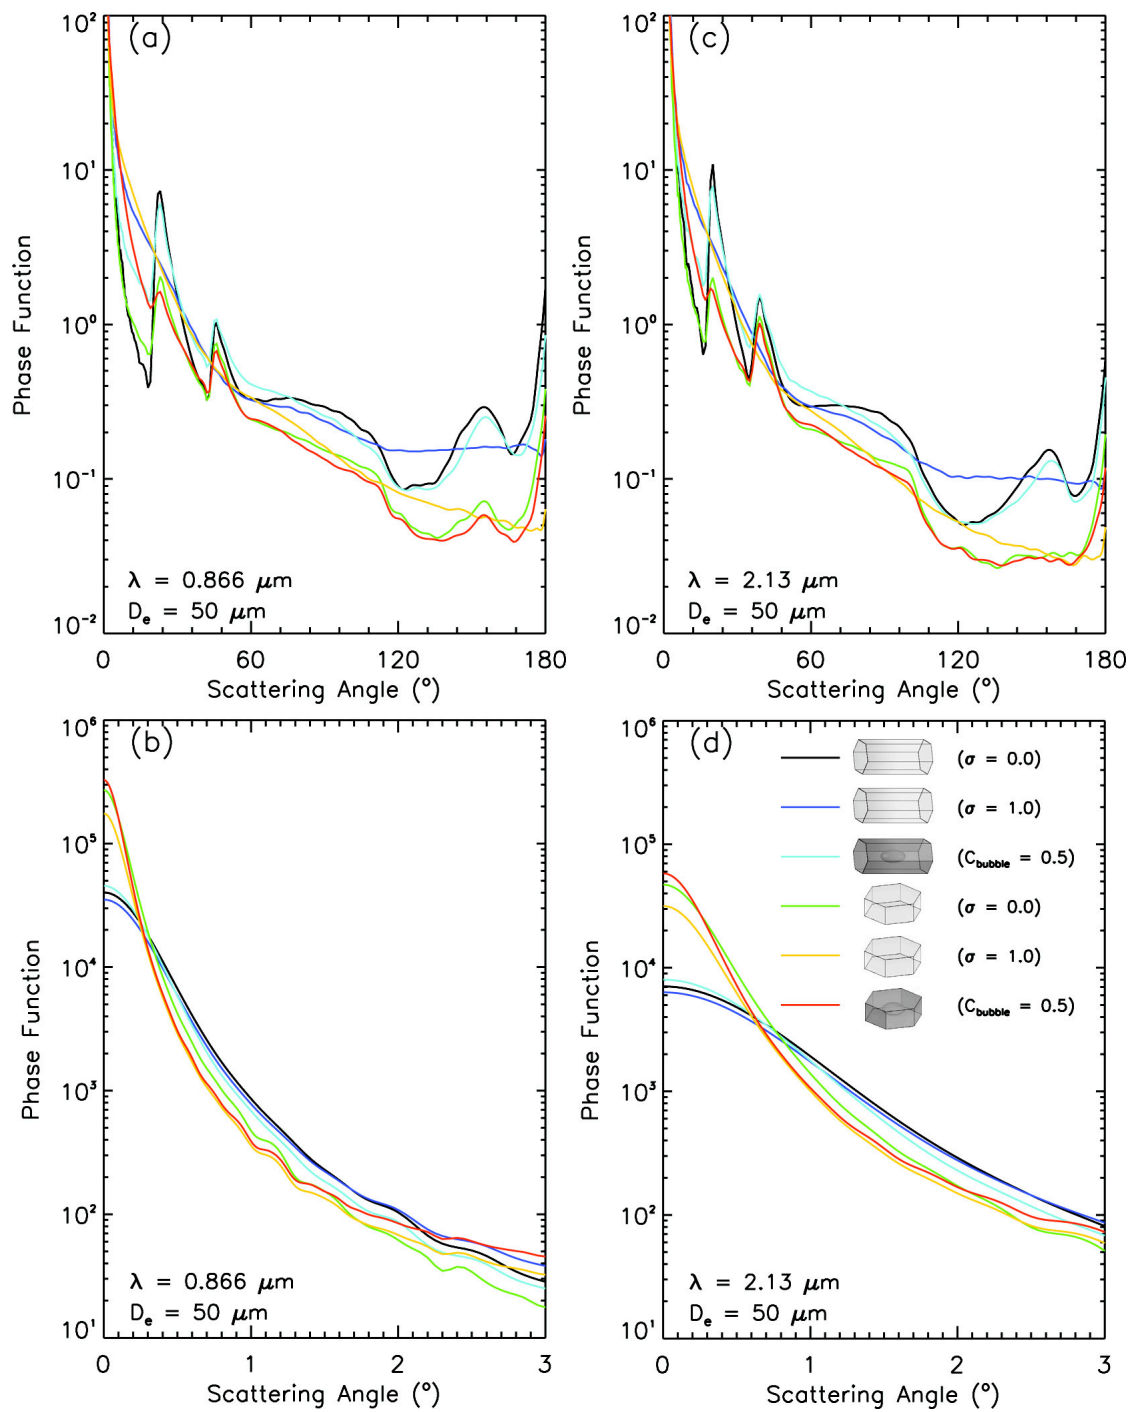 (a)
10²
10¹
10⁰
10⁻¹
10⁻²
Phase Function
λ = 0.866 μm
Dₑ = 50 μm
0 60 120 180
Scattering Angle (°)
(c)
10²
10¹
10⁰
10⁻¹
10⁻²
Phase Function
λ = 2.13 μm
Dₑ = 50 μm
0 60 120 180
Scattering Angle (°)
(b)
10⁶
10⁵
10⁴
10³
10²
10¹
Phase Function
λ = 0.866 μm
Dₑ = 50 μm
0 1 2 3
Scattering Angle (°)
(d)
10⁶
10⁵
10⁴
10³
10²
10¹
Phase Function
(σ = 0.0)
(σ = 1.0)
(C_bubble = 0.5)
(σ = 0.0)
(σ = 1.0)
(C_bubble = 0.5)
λ = 2.13 μm
Dₑ = 50 μm
0 1 2 3
Scattering Angle (°)